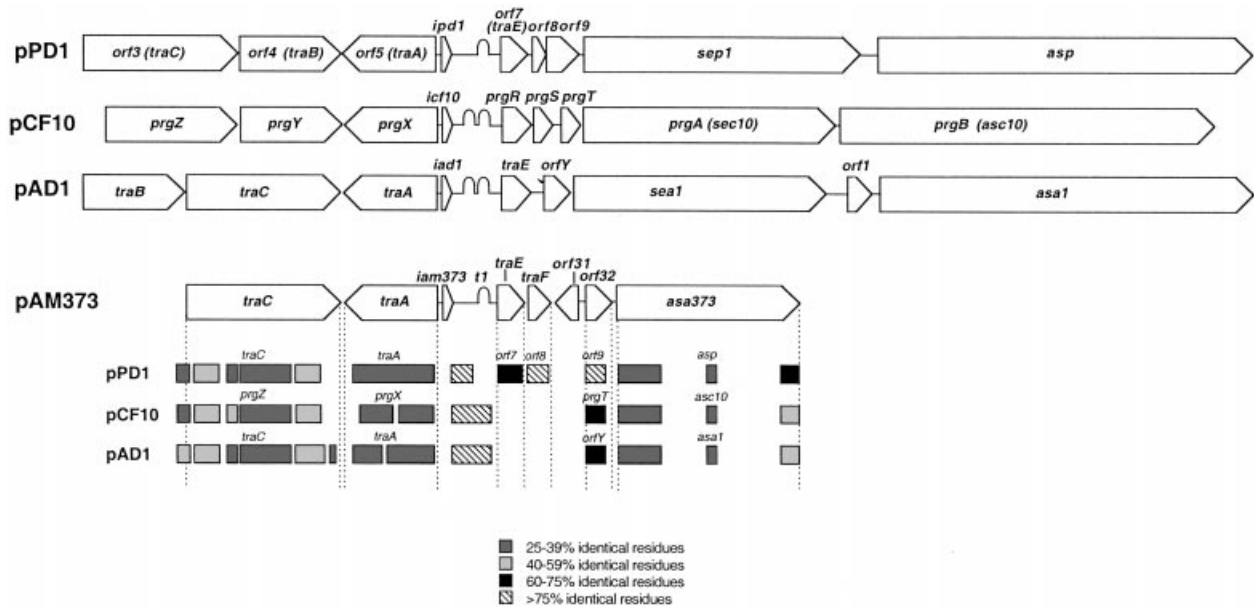 orf7
ipd1 (traE) orf8 orf9
pPD1 orf3 (traC) orf4 (traB) orf5 (traA) sep1 asp
icf10 prgR prgS prgT
pCF10 prgZ prgY prgX prgA (sec10) prgB (asc10)
iad1 traE orfY orf1
pAD1 traB traC traA sea1 asa1
traE orf31
iam373 t1 traF orf32
pAM373 traC traA asa373
traC traA orf7 orf8 orf9 asp
pPD1
prgZ prgX prgT asc10
pCF10
traC traA orfY asa1
pAD1
25-39% identical residues
40-59% identical residues
60-75% identical residues
>75% identical residues